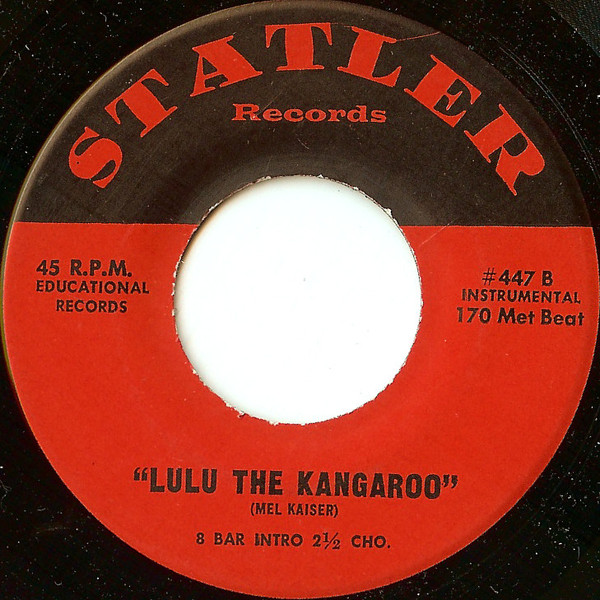 STATLER
Records
45 R.P.M.
EDUCATIONAL
RECORDS
#447 B
INSTRUMENTAL
170 Met Beat
"LULU THE KANGAROO"
(MEL KAISER)
8 BAR INTRO 2½ CHO.